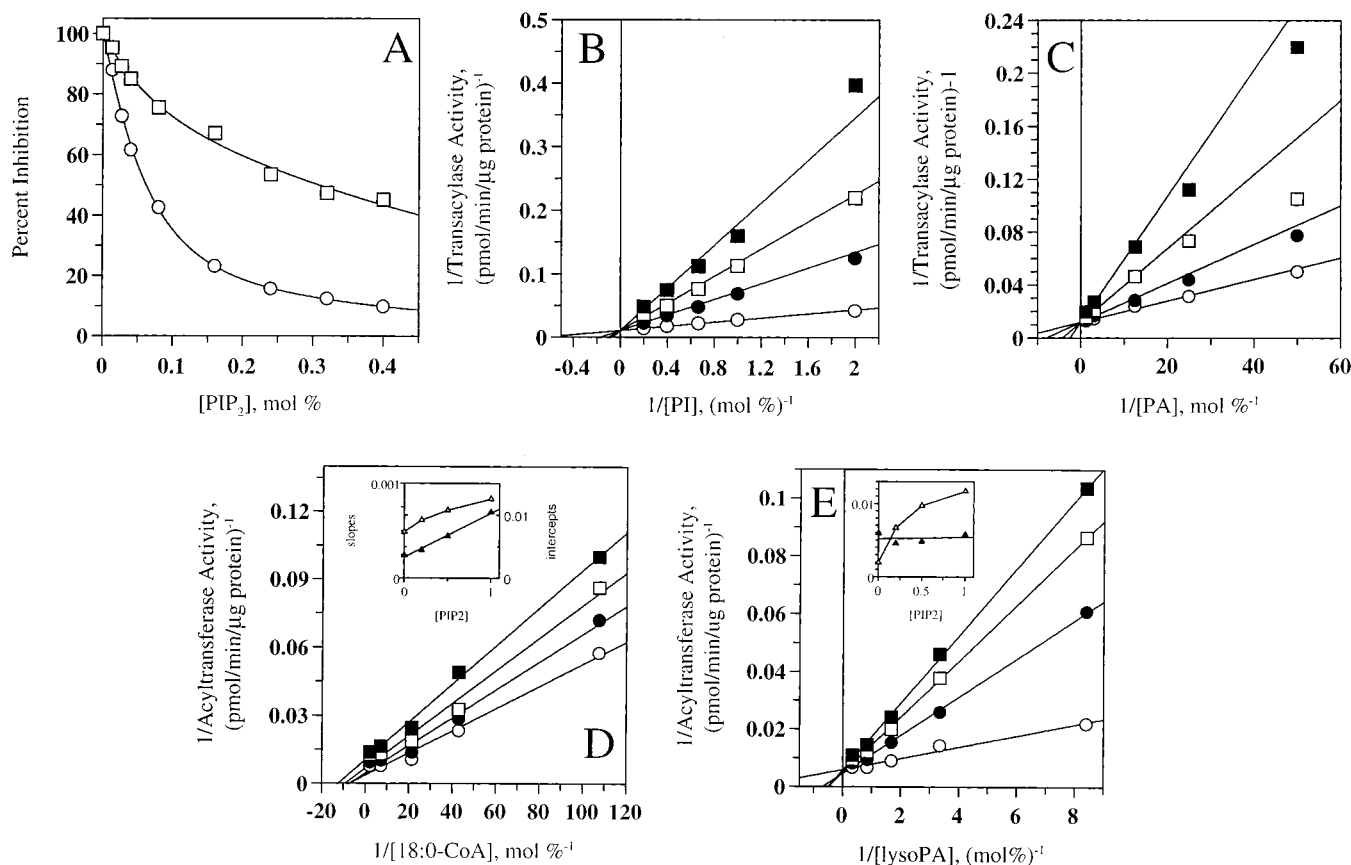 A
Percent Inhibition
100
80
60
40
20
0
0 0.1 0.2 0.3 0.4
[PIP2], mol %
B
1/Transacylase Activity,
(pmol/min/µg protein)-1
0.5
0.4
0.3
0.2
0.1
0
-0.4 0 0.4 0.8 1.2 1.6 2
1/[PI], (mol %)-1
C
1/Transacylase Activity,
(pmol/min/µg protein)-1
0.24
0.2
0.16
0.12
0.08
0.04
0
0 20 40 60
1/[PA], mol %-1
D
1/Acyltransferase Activity,
(pmol/min/µg protein)-1
0.12
0.09
0.06
0.03
0
-20 0 20 40 60 80 100 120
1/[18:0-CoA], mol %-1
0.001
slopes
0
0.01
intercepts
0
0 1
[PIP2]
E
1/Acyltransferase Activity,
(pmol/min/µg protein)-1
0.1
0.08
0.06
0.04
0.02
0
0 2 4 6 8
1/[lysoPA], (mol%)-1
0.01
0
0 0.5 1
[PIP2]